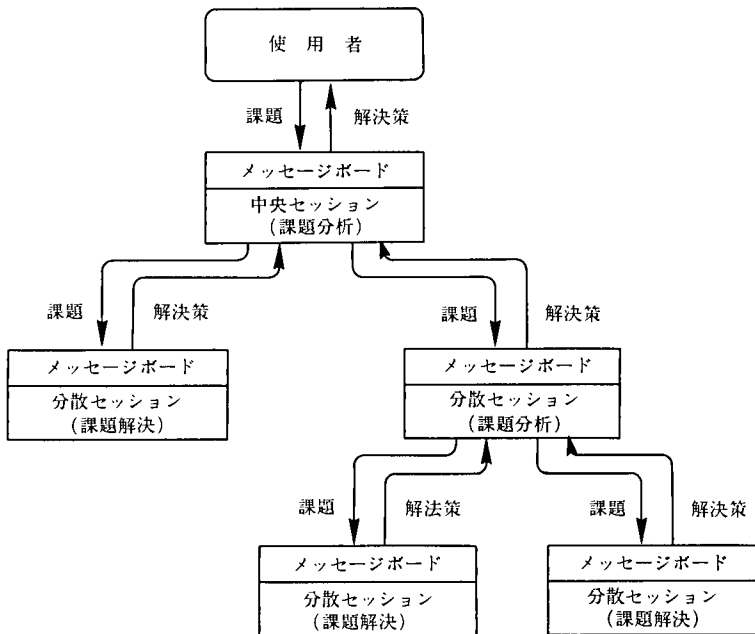 使用者
課題 解決策
メッセージボード
中央セッション
(課題分析)
課題 解決策 課題 解決策
メッセージボード メッセージボード
分散セッション 分散セッション
(課題解決) (課題分析)
課題 解法策 課題 解決策
メッセージボード メッセージボード
分散セッション 分散セッション
(課題解決) (課題解決)